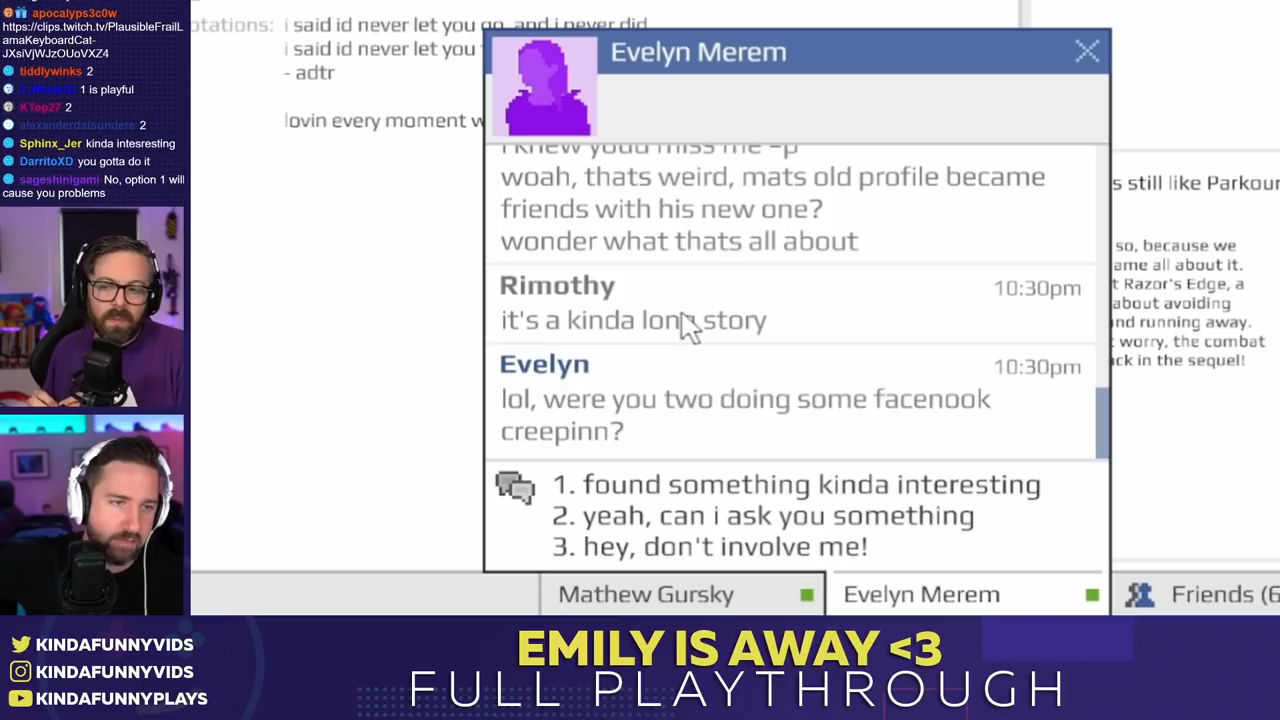 apocalyps3c0w
https://clips.twitch.tv/PlausibleFrailL
amaKeyboardCat-
JXsiVjWJzOUoVXZ4
tiddlywinks 2
1 is playful
KTop27 2
alexanderdatsundere 2
Sphinx_Jer kinda intesresting
DarritoXD you gotta do it
sageshinigami No, option 1 will
cause you problems
otations:
i said id never let you go, and i never did
i said id never let you
- adtr
lovin every moment w
Evelyn Merem
i knew youd miss me =p
woah, thats weird, mats old profile became
friends with his new one?
wonder what thats all about
Rimothy 10:30pm
it's a kinda long story
Evelyn 10:30pm
lol, were you two doing some facenook
creepinn?
1. found something kinda interesting
2. yeah, can i ask you something
3. hey, don't involve me!
s still like Parkour
so, because we
ame all about it.
t Razor's Edge, a
about avoiding
nd running away.
t worry, the combat
ck in the sequel!
Mathew Gursky
Evelyn Merem
Friends (6
KINDAFUNNYVIDS
KINDAFUNNYVIDS
KINDAFUNNYPLAYS
EMILY IS AWAY <3
FULL PLAYTHROUGH